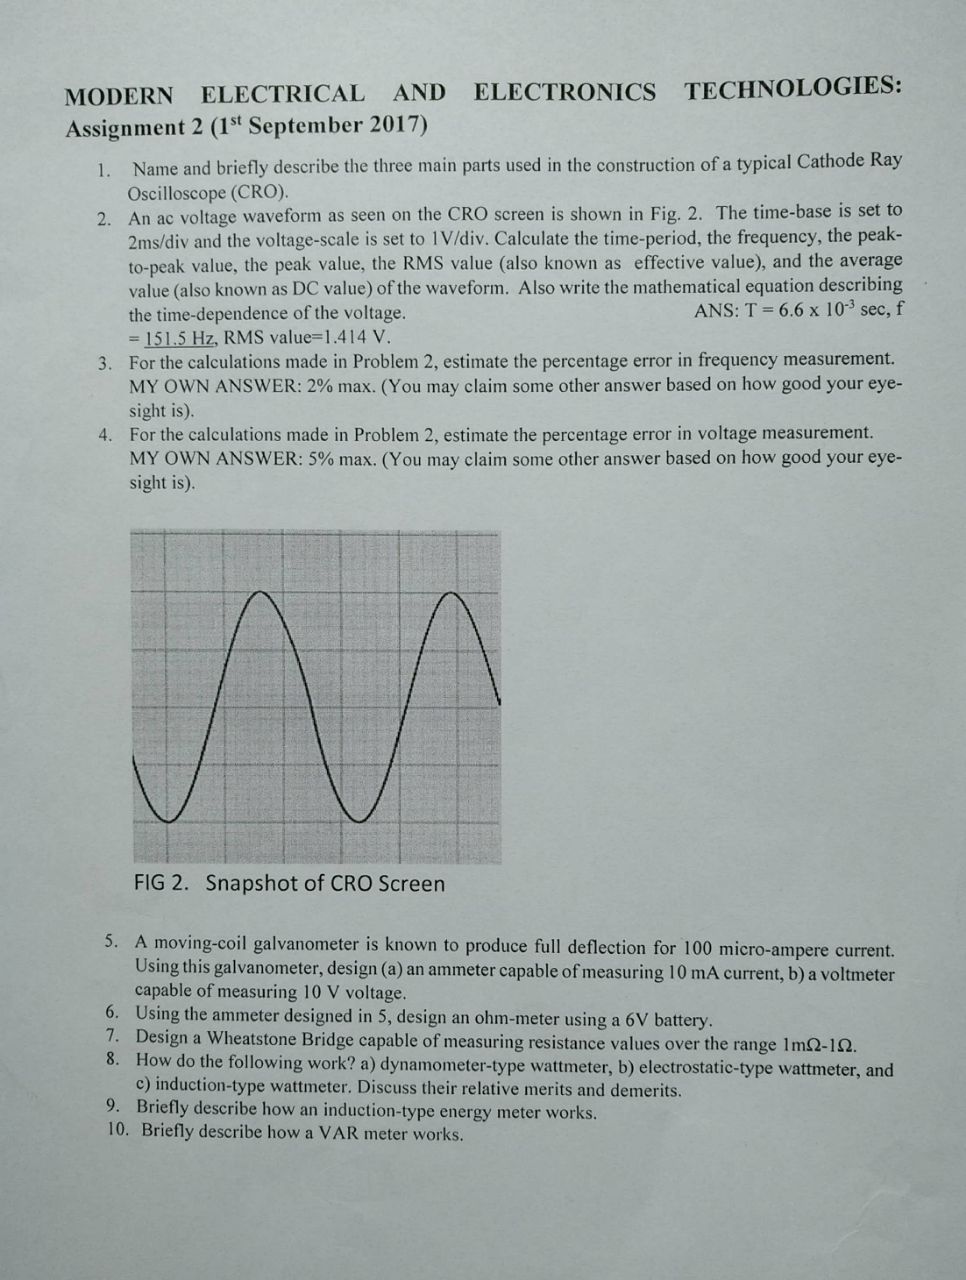 MODERN ELECTRICAL AND ELECTRONICS TECHNOLOGIES:
Assignment 2 (1st September 2017)
1. Name and briefly describe the three main parts used in the construction of a typical Cathode Ray
Oscilloscope (CRO).
2. An ac voltage waveform as seen on the CRO screen is shown in Fig. 2. The time-base is set to
2ms/div and the voltage-scale is set to 1V/div. Calculate the time-period, the frequency, the peak-
to-peak value, the peak value, the RMS value (also known as effective value), and the average
value (also known as DC value) of the waveform. Also write the mathematical equation describing
the time-dependence of the voltage. ANS: T = 6.6 x 10-3 sec, f
= 151.5 Hz, RMS value=1.414 V.
3. For the calculations made in Problem 2, estimate the percentage error in frequency measurement.
MY OWN ANSWER: 2% max. (You may claim some other answer based on how good your eye-
sight is).
4. For the calculations made in Problem 2, estimate the percentage error in voltage measurement.
MY OWN ANSWER: 5% max. (You may claim some other answer based on how good your eye-
sight is).
FIG 2. Snapshot of CRO Screen
5. A moving-coil galvanometer is known to produce full deflection for 100 micro-ampere current.
Using this galvanometer, design (a) an ammeter capable of measuring 10 mA current, b) a voltmeter
capable of measuring 10 V voltage.
6. Using the ammeter designed in 5, design an ohm-meter using a 6V battery.
7. Design a Wheatstone Bridge capable of measuring resistance values over the range 1mΩ-1Ω.
8. How do the following work? a) dynamometer-type wattmeter, b) electrostatic-type wattmeter, and
c) induction-type wattmeter. Discuss their relative merits and demerits.
9. Briefly describe how an induction-type energy meter works.
10. Briefly describe how a VAR meter works.